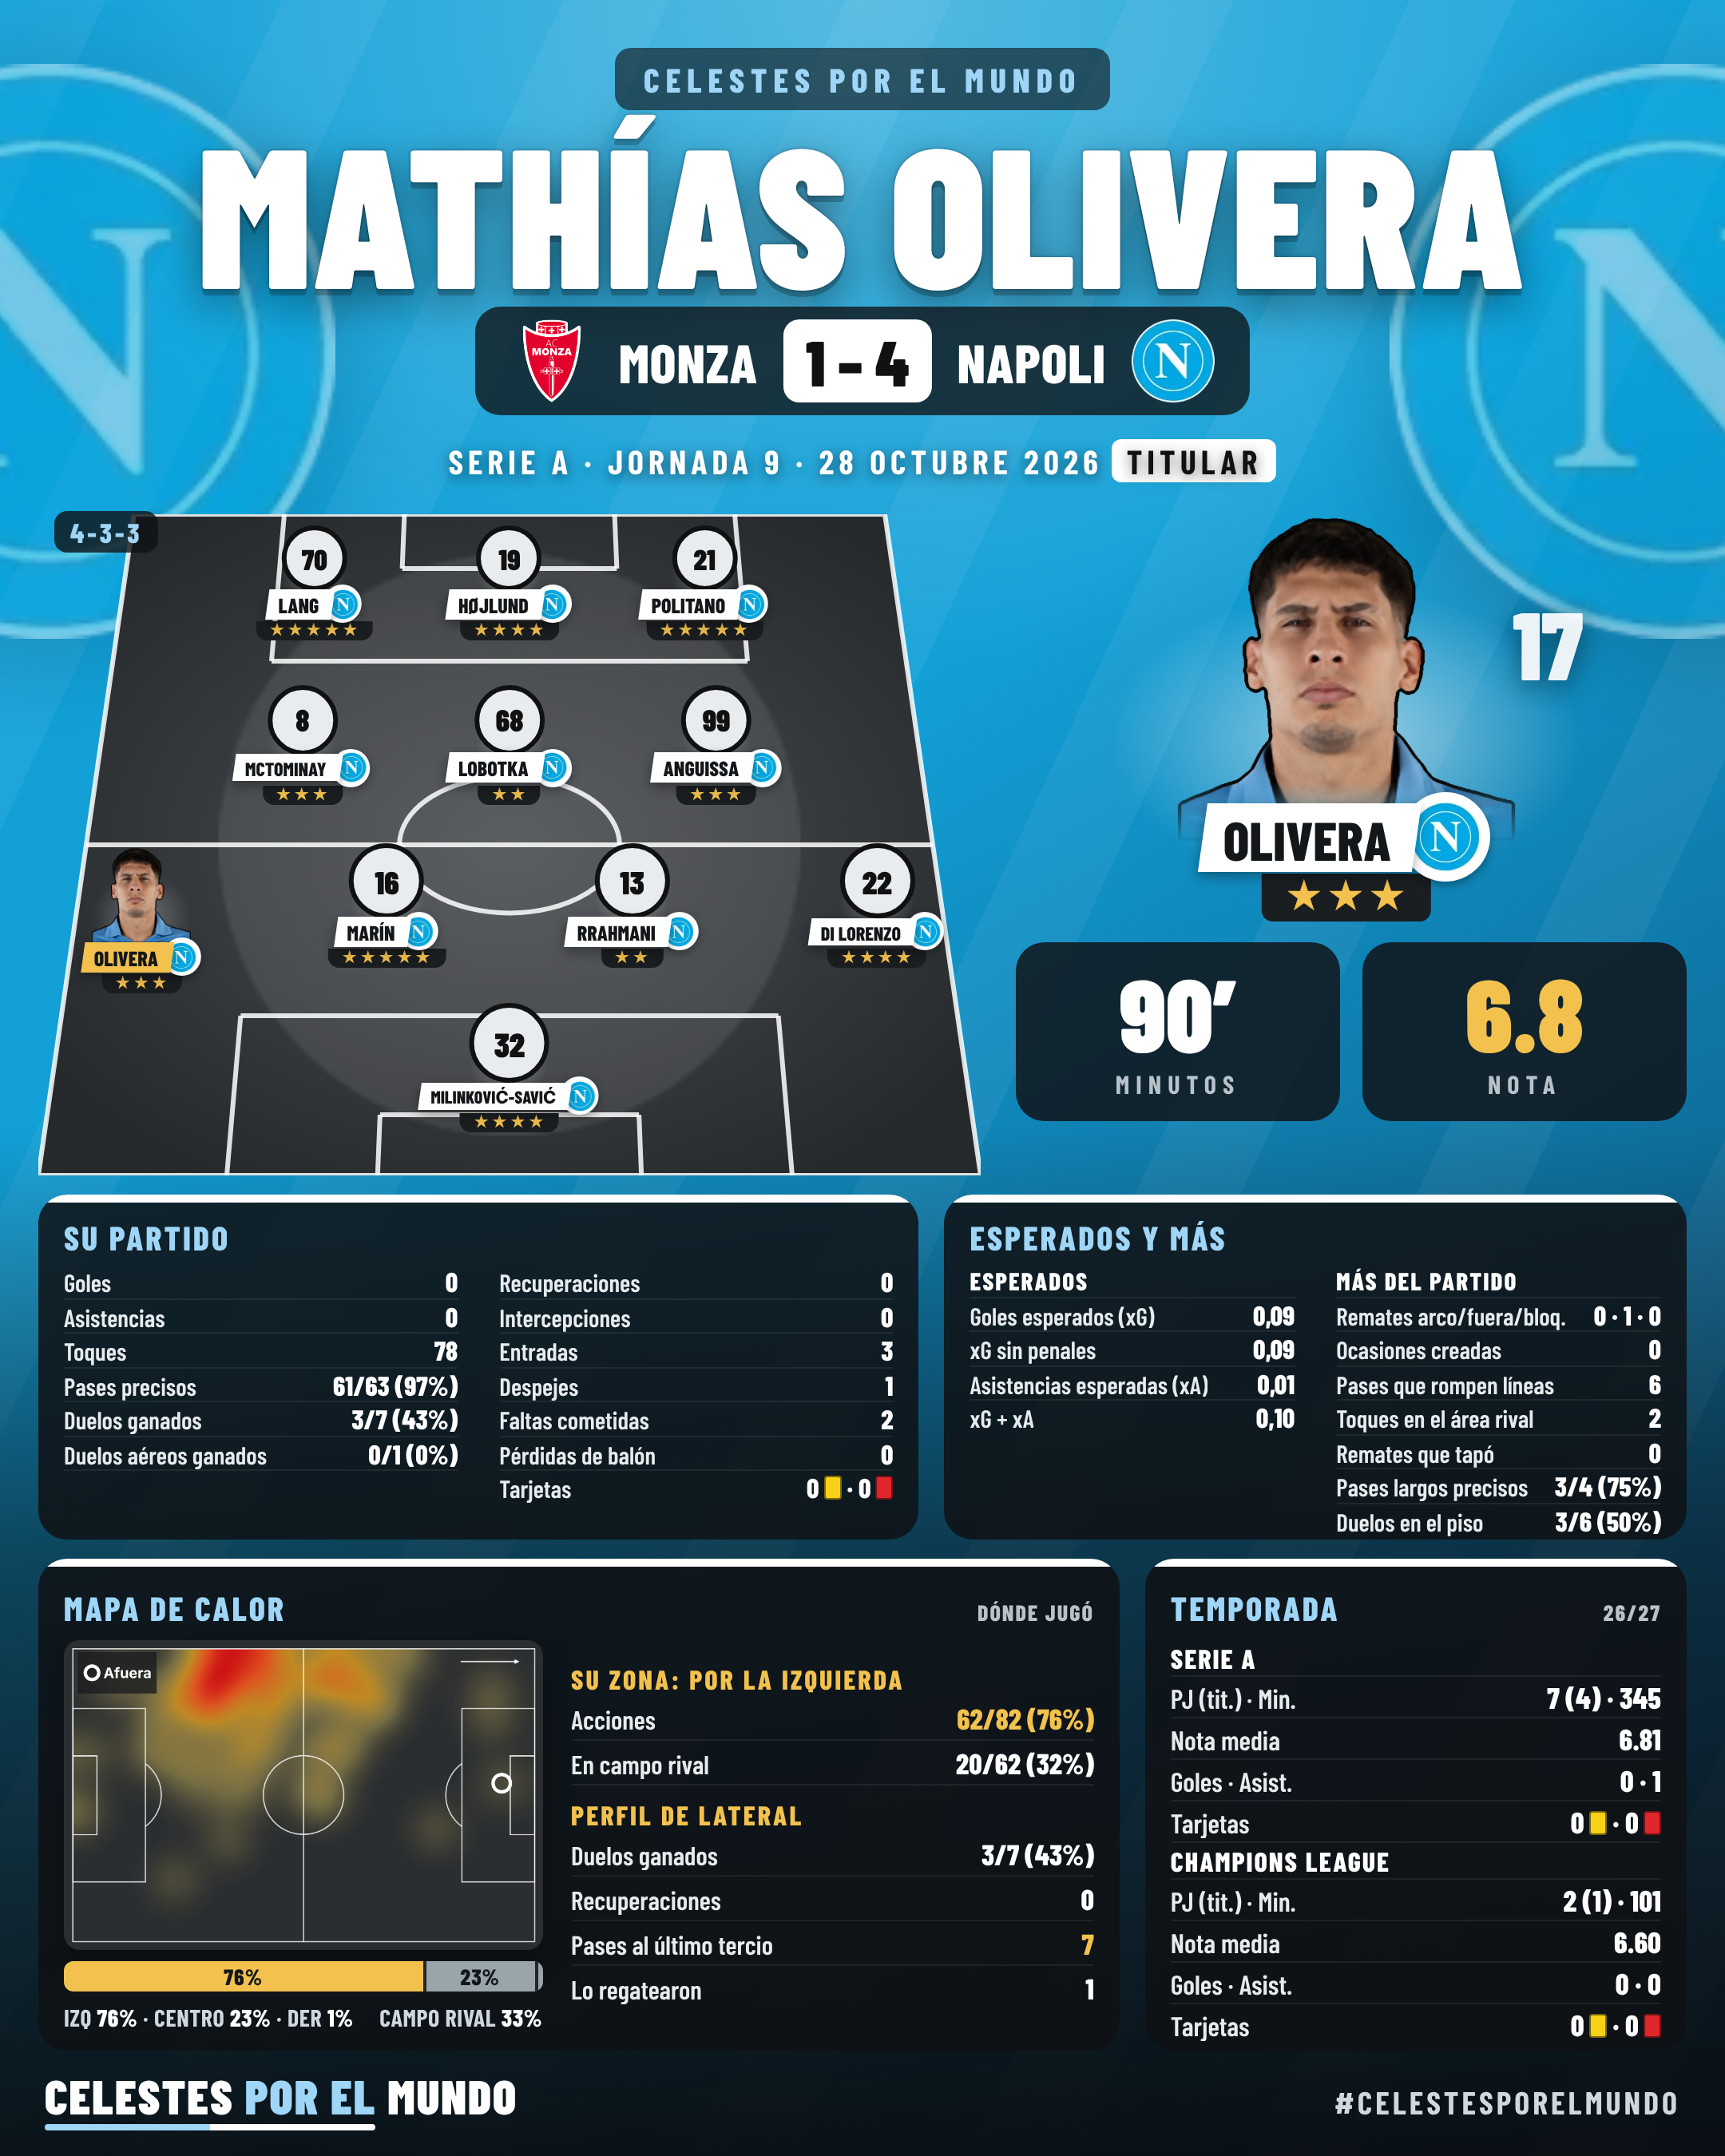 CELESTES POR EL MUNDO
MATHÍAS OLIVERA
AC MONZA
MONZA 1 - 4 NAPOLI N
SERIE A · JORNADA 9 · 28 OCTUBRE 2026 TITULAR
4-3-3
70 19 21
LANG N HØJLUND N POLITANO N
★★★★★ ★★★★ ★★★★★
8 68 99
MCTOMINAY N LOBOTKA N ANGUISSA N
★★★ ★★ ★★★
16 13 22
MARÍN N RRAHMANI N DI LORENZO N
★★★★★ ★★ ★★★★
OLIVERA N
★★★
32
MILINKOVIĆ-SAVIĆ N
★★★★
17
OLIVERA N
★★★
90′ 6.8
MINUTOS NOTA
SU PARTIDO
Goles 0
Asistencias 0
Toques 78
Pases precisos 61/63 (97%)
Duelos ganados 3/7 (43%)
Duelos aéreos ganados 0/1 (0%)
Recuperaciones 0
Intercepciones 0
Entradas 3
Despejes 1
Faltas cometidas 2
Pérdidas de balón 0
Tarjetas 0 · 0
ESPERADOS Y MÁS
ESPERADOS
Goles esperados (xG) 0,09
xG sin penales 0,09
Asistencias esperadas (xA) 0,01
xG + xA 0,10
MÁS DEL PARTIDO
Remates arco/fuera/bloq. 0 · 1 · 0
Ocasiones creadas 0
Pases que rompen líneas 6
Toques en el área rival 2
Remates que tapó 0
Pases largos precisos 3/4 (75%)
Duelos en el piso 3/6 (50%)
MAPA DE CALOR DÓNDE JUGÓ
Afuera
76% 23%
IZQ 76% · CENTRO 23% · DER 1% CAMPO RIVAL 33%
SU ZONA: POR LA IZQUIERDA
Acciones 62/82 (76%)
En campo rival 20/62 (32%)
PERFIL DE LATERAL
Duelos ganados 3/7 (43%)
Recuperaciones 0
Pases al último tercio 7
Lo regatearon 1
TEMPORADA 26/27
SERIE A
PJ (tit.) · Min. 7 (4) · 345
Nota media 6.81
Goles · Asist. 0 · 1
Tarjetas 0 · 0
CHAMPIONS LEAGUE
PJ (tit.) · Min. 2 (1) · 101
Nota media 6.60
Goles · Asist. 0 · 0
Tarjetas 0 · 0
CELESTES POR EL MUNDO
#CELESTESPORELMUNDO